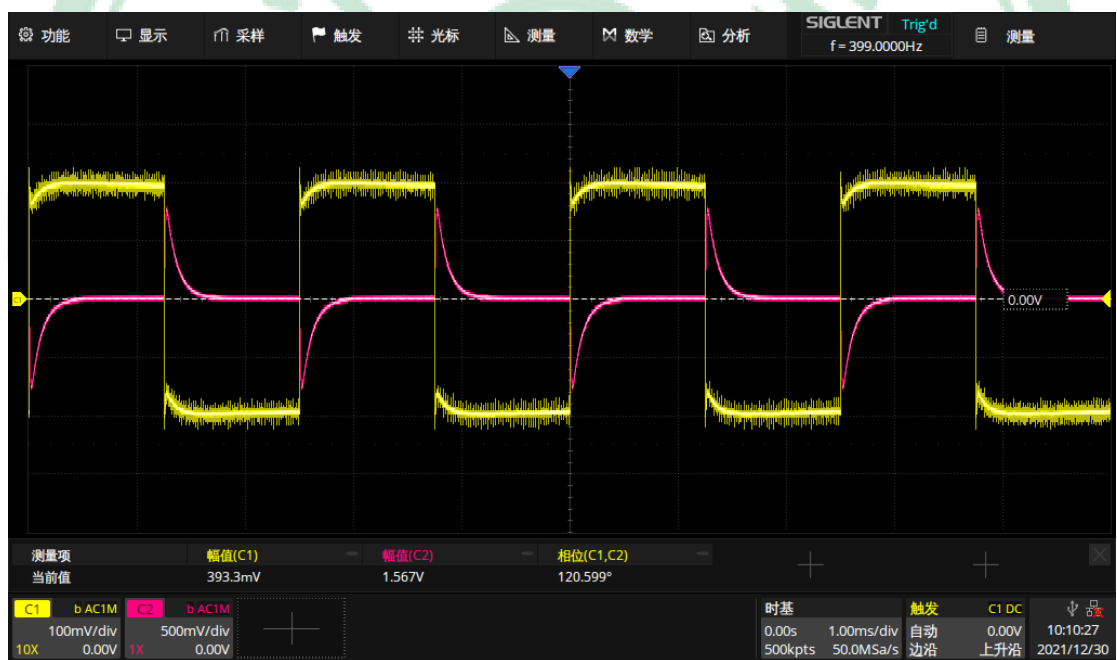 功能 显示 采样 触发 光标 测量 数学 分析 SIGLENT Trig'd 测量
f = 399.0000Hz
C1
0.00V
测量项 幅值(C1) 幅值(C2) 相位(C1,C2)
当前值 393.3mV 1.567V 120.599°
C1 b AC1M C2 b AC1M 时基 触发 C1 DC
100mV/div 500mV/div 0.00s 1.00ms/div 自动 0.00V 10:10:27
10X 0.00V 1X 0.00V 500kpts 50.0MSa/s 边沿 上升沿 2021/12/30